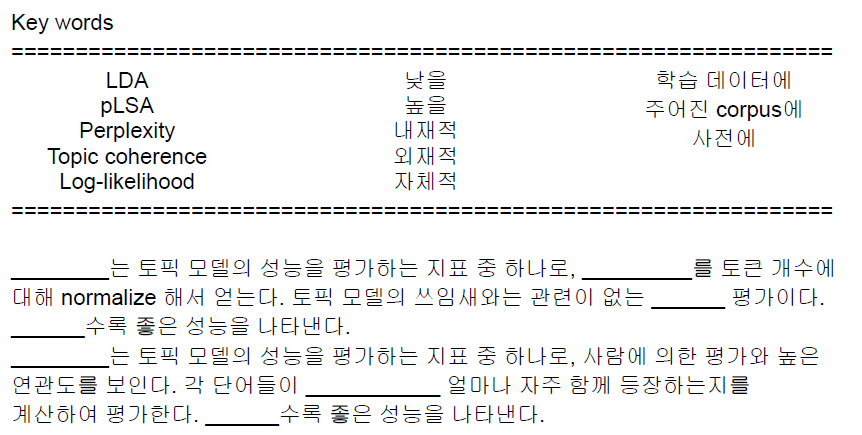 Key words
================================================================
LDA 낮을 학습 데이터에
pLSA 높을 주어진 corpus에
Perplexity 내재적 사전에
Topic coherence 외재적
Log-likelihood 자체적
================================================================
________는 토픽 모델의 성능을 평가하는 지표 중 하나로, _________를 토큰 개수에
대해 normalize 해서 얻는다. 토픽 모델의 쓰임새와는 관련이 없는 ______ 평가이다.
______수록 좋은 성능을 나타낸다.
________는 토픽 모델의 성능을 평가하는 지표 중 하나로, 사람에 의한 평가와 높은
연관도를 보인다. 각 단어들이 ___________ 얼마나 자주 함께 등장하는지를
계산하여 평가한다. ______수록 좋은 성능을 나타낸다.